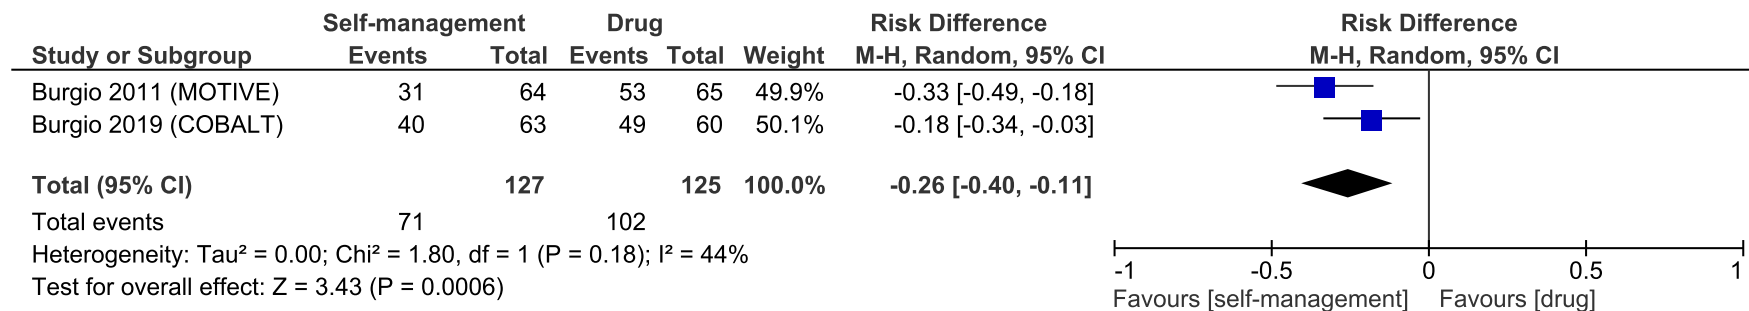 Self-management Drug Risk Difference Risk Difference
Study or Subgroup Events Total Events Total Weight M-H, Random, 95% CI M-H, Random, 95% CI
Burgio 2011 (MOTIVE) 31 64 53 65 49.9% -0.33 [-0.49, -0.18]
Burgio 2019 (COBALT) 40 63 49 60 50.1% -0.18 [-0.34, -0.03]
Total (95% CI) 127 125 100.0% -0.26 [-0.40, -0.11]
Total events 71 102
Heterogeneity: Tau² = 0.00; Chi² = 1.80, df = 1 (P = 0.18); I² = 44%
Test for overall effect: Z = 3.43 (P = 0.0006)
-1 -0.5 0 0.5 1
Favours [self-management] Favours [drug]